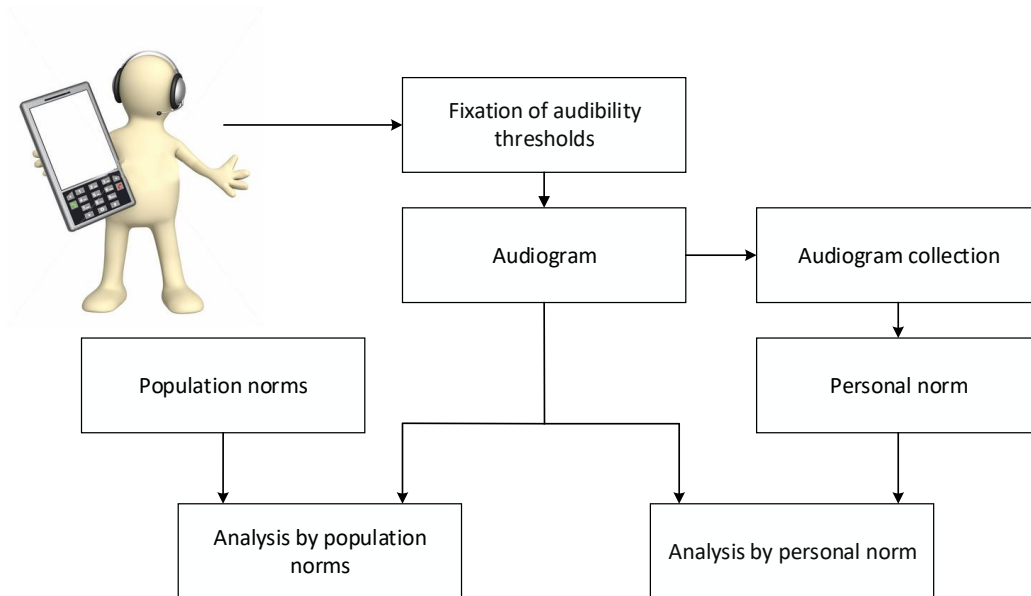 Fixation of audibility
thresholds
Audiogram
Audiogram collection
Population norms
Personal norm
Analysis by population
norms
Analysis by personal norm